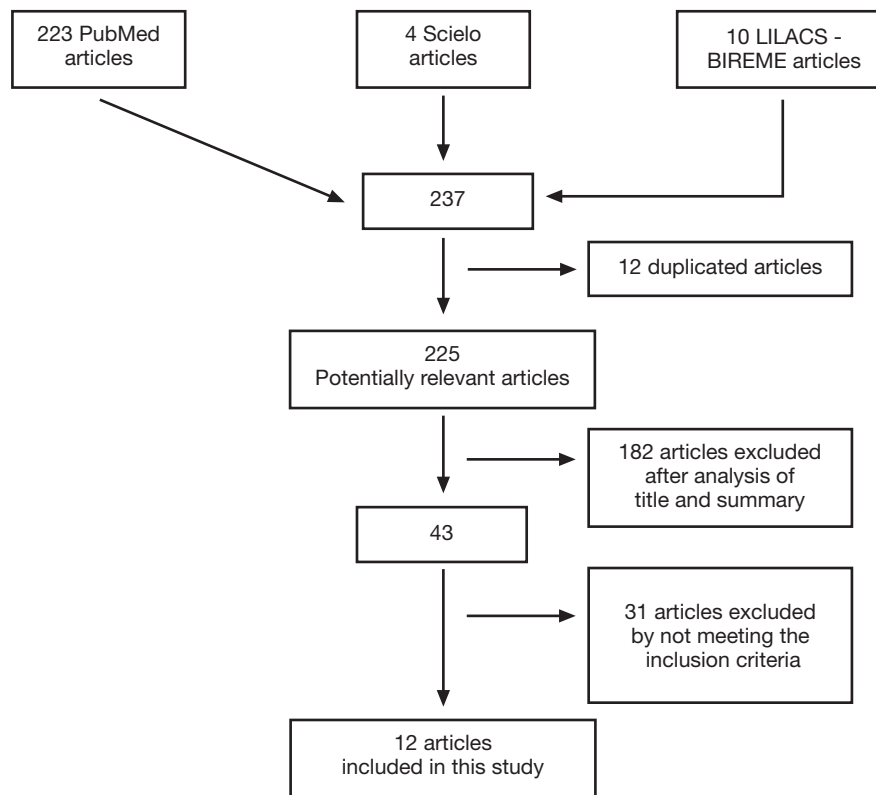 223 PubMed
articles
4 Scielo
articles
10 LILACS -
BIREME articles
237
12 duplicated articles
225
Potentially relevant articles
182 articles excluded
after analysis of
title and summary
43
31 articles excluded
by not meeting the
inclusion criteria
12 articles
included in this study